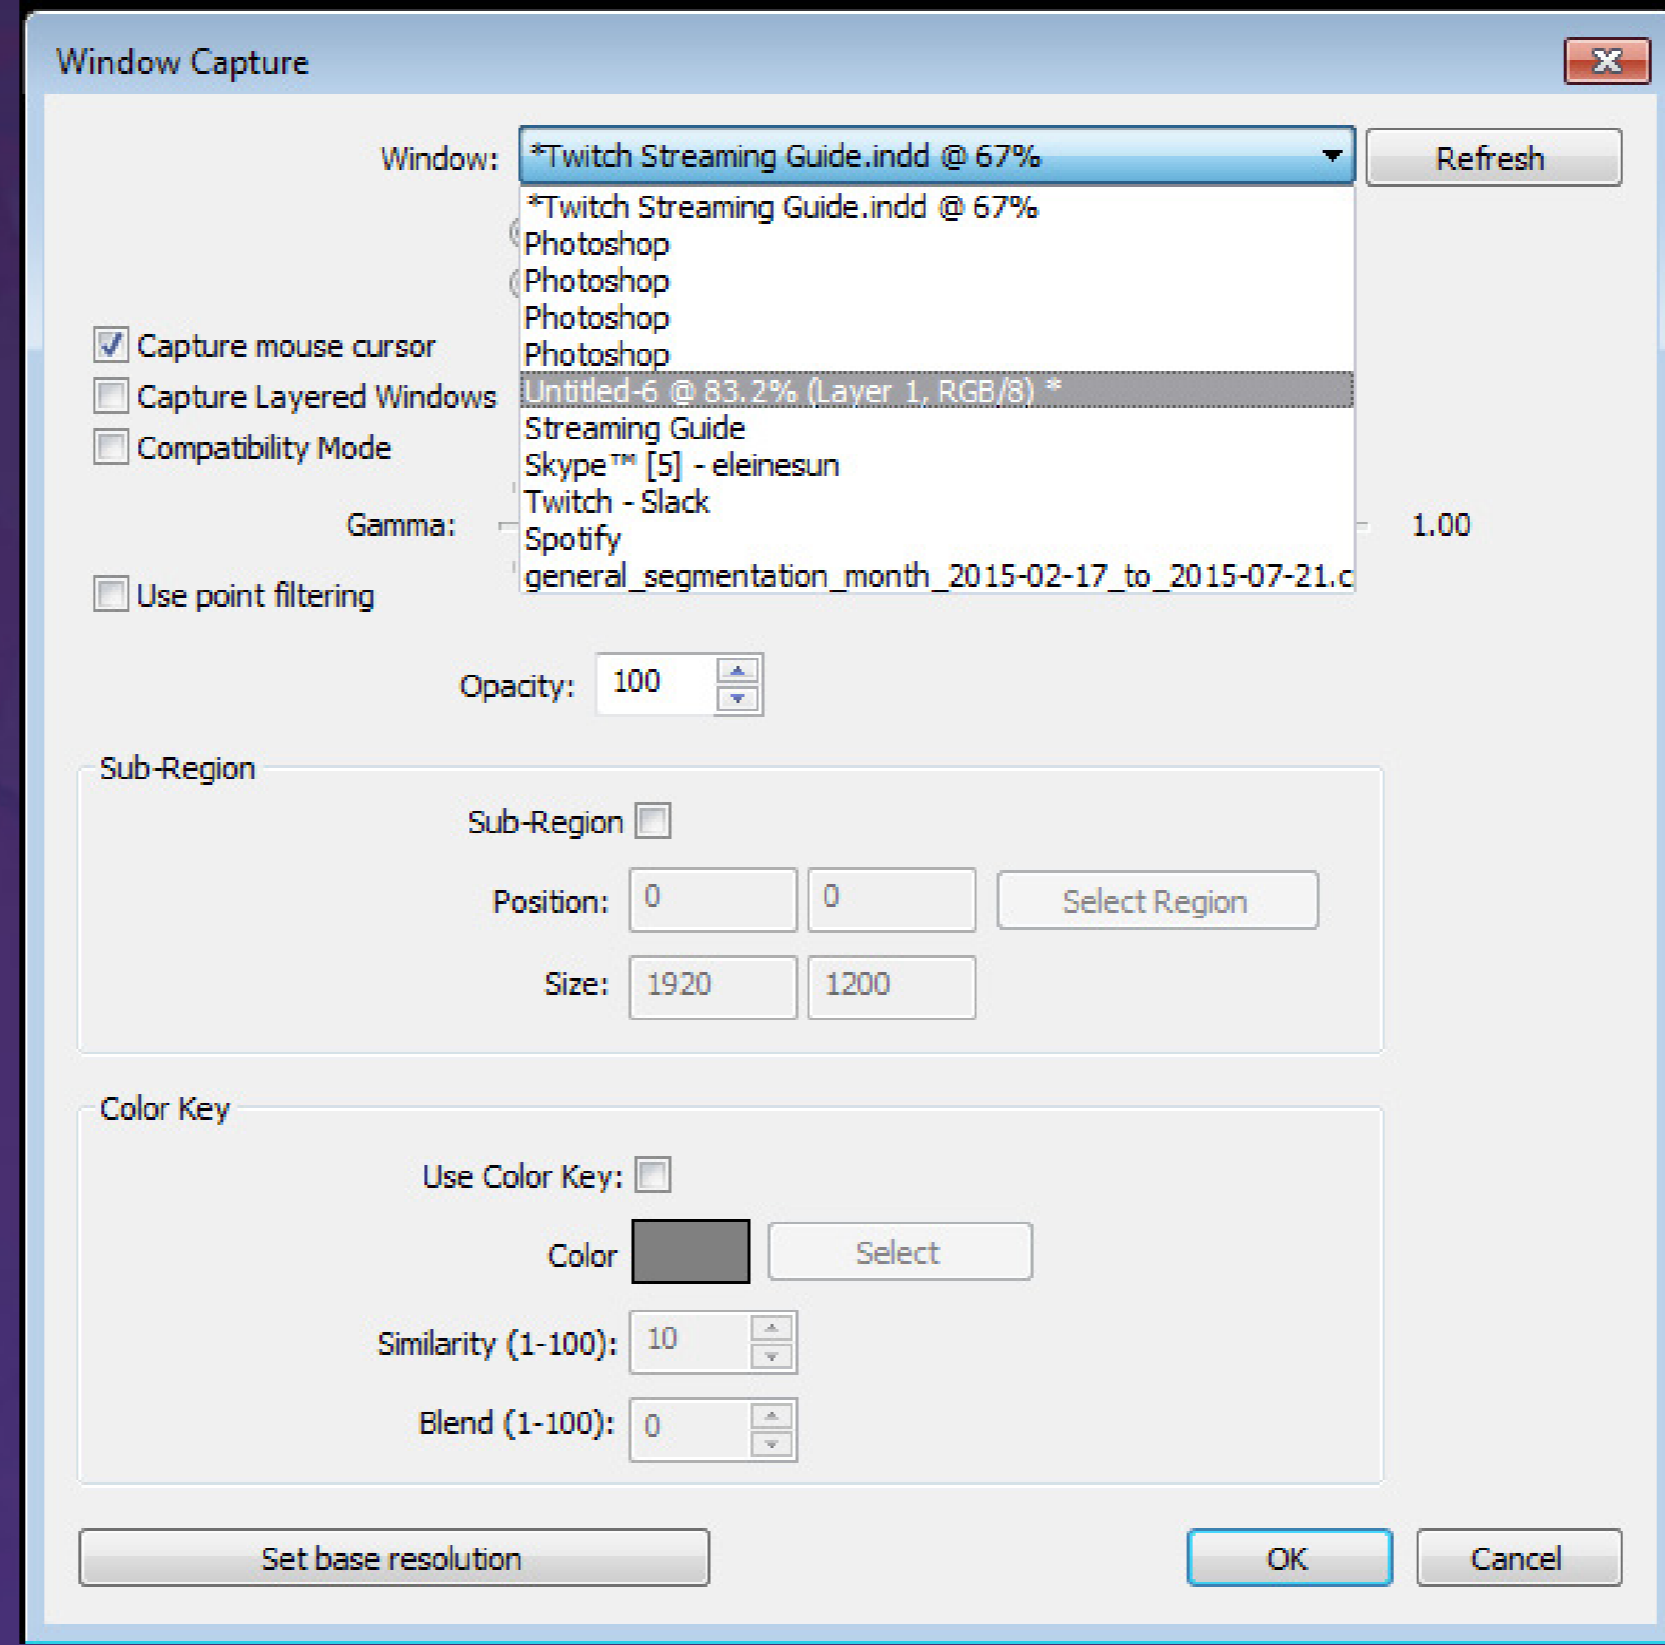 Window Capture
Window: *Twitch Streaming Guide.indd @ 67% Refresh
*Twitch Streaming Guide.indd @ 67%
Photoshop
Photoshop
Photoshop
Photoshop
Untitled-6 @ 83.2% (Layer 1, RGB/8) *
Streaming Guide
Skype™ [5] - eleinesun
Twitch - Slack
Spotify
general_segmentation_month_2015-02-17_to_2015-07-21.c
Capture mouse cursor
Capture Layered Windows
Compatibility Mode
Gamma: 1.00
Use point filtering
Opacity: 100
Sub-Region
Sub-Region
Position: 0 0 Select Region
Size: 1920 1200
Color Key
Use Color Key:
Color Select
Similarity (1-100): 10
Blend (1-100): 0
Set base resolution OK Cancel